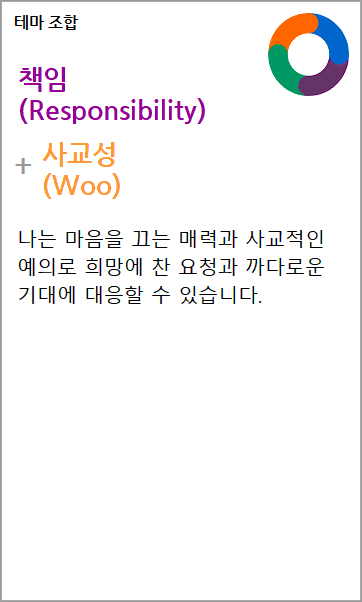 테마 조합
책임
(Responsibility)
+ 사교성
(Woo)
나는 마음을 끄는 매력과 사교적인
예의로 희망에 찬 요청과 까다로운
기대에 대응할 수 있습니다.